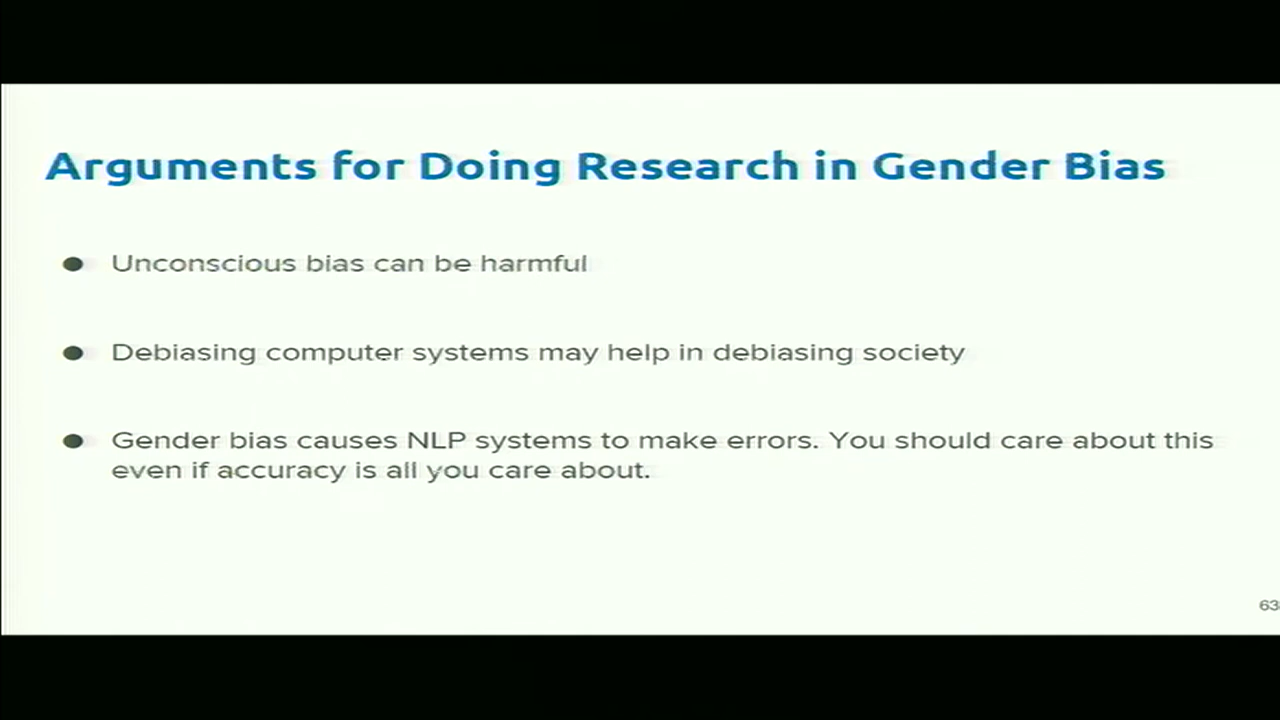 Arguments for Doing Research in Gender Bias
● Unconscious bias can be harmful
● Debiasing computer systems may help in debiasing society
● Gender bias causes NLP systems to make errors. You should care about this
even if accuracy is all you care about.
63